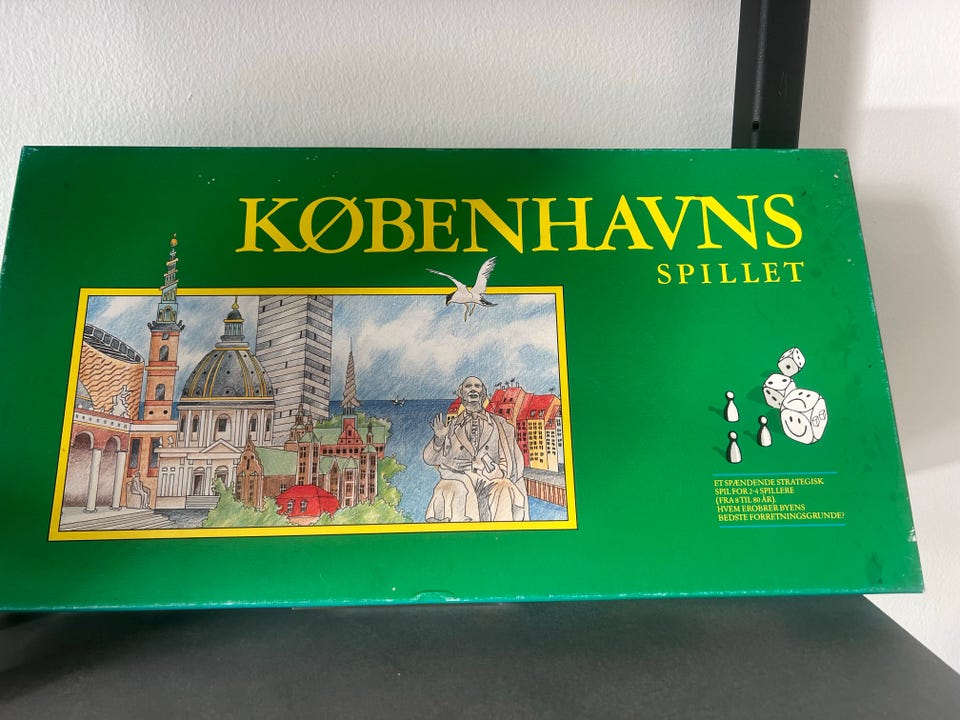 KØBENHAVNS
SPILLET
ET SPÆNDENDE STRATEGISK
SPIL FOR 2-4 SPILLERE
(FRA 8 TIL 80 ÅR).
HVEM EROBRER BYENS
BEDSTE FORRETNINGSGRUNDE?